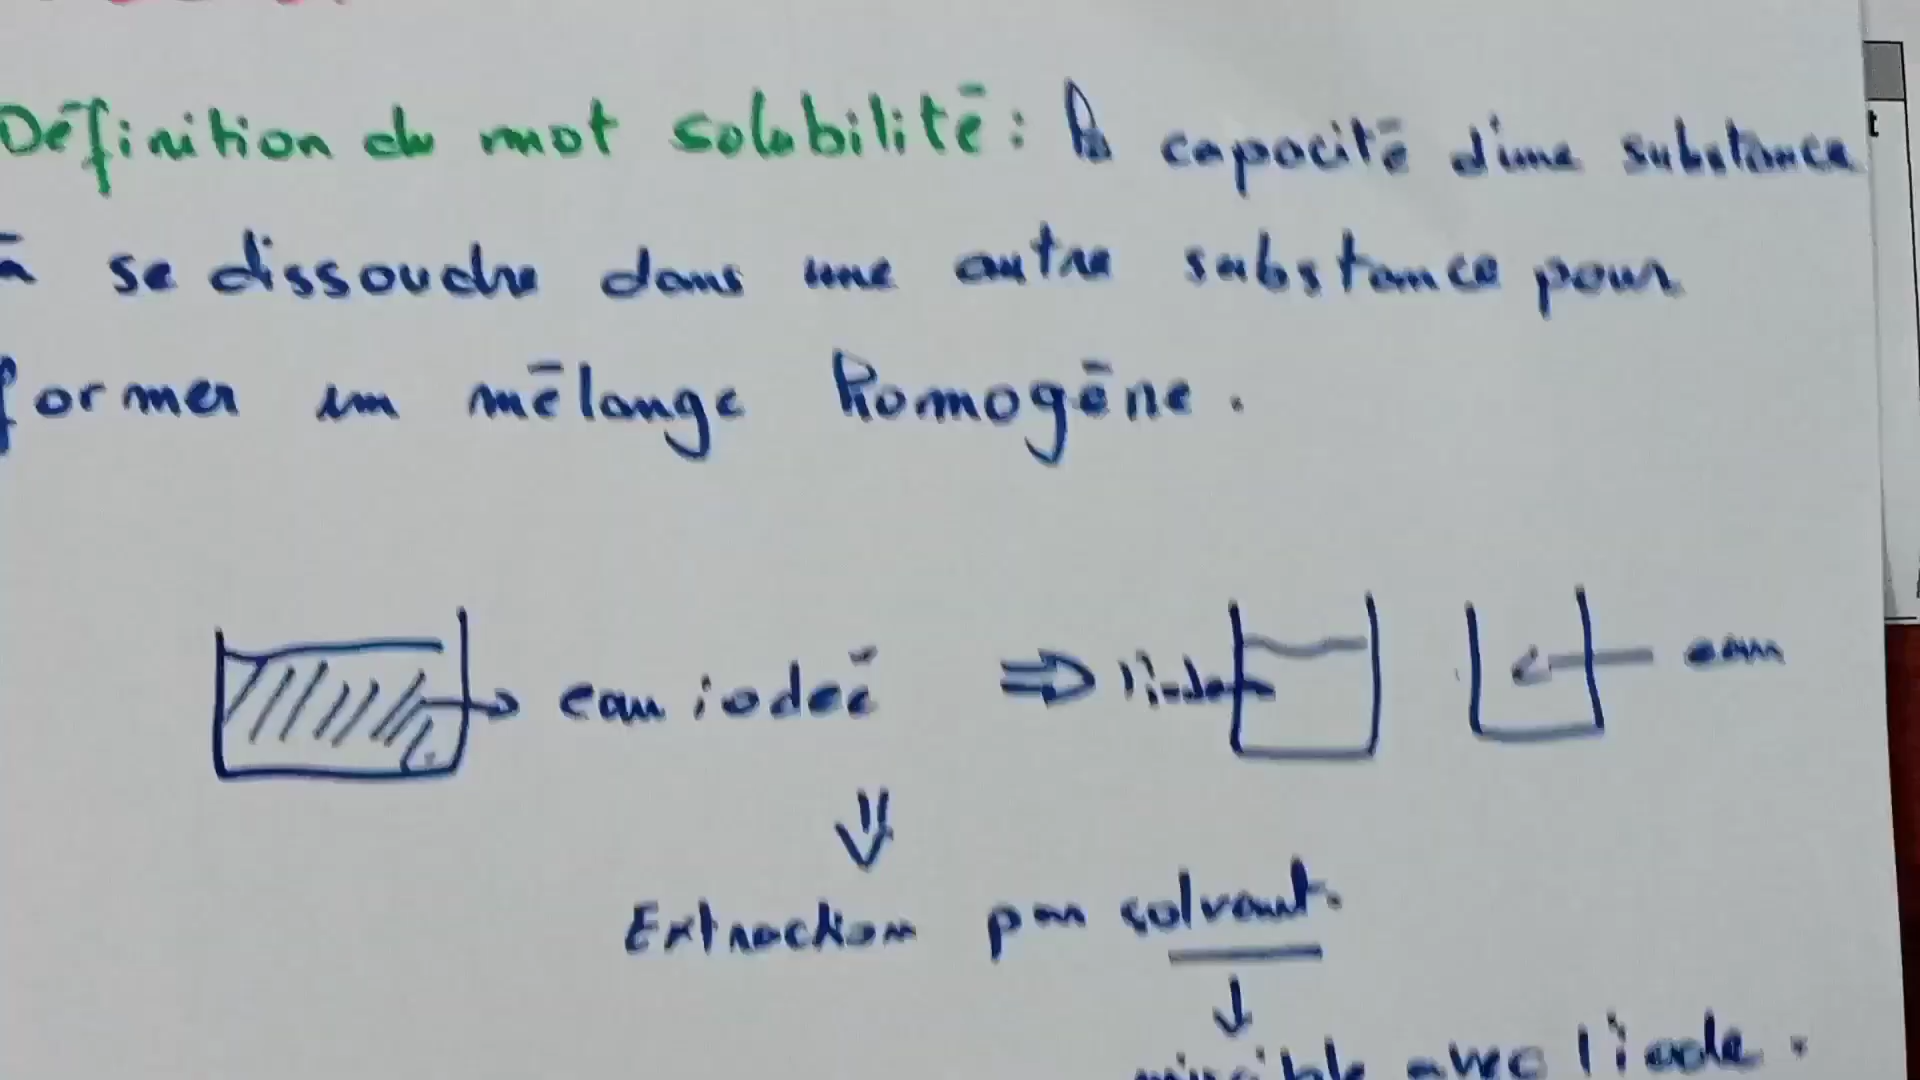 Définition du mot solubilité : la capacité d'une substance
à se dissoudre dans une autre substance pour
former un mélange homogène .
eau iodée ⇒ l'iode eau
Extraction par solvant.
miscible avec l'iode .
t